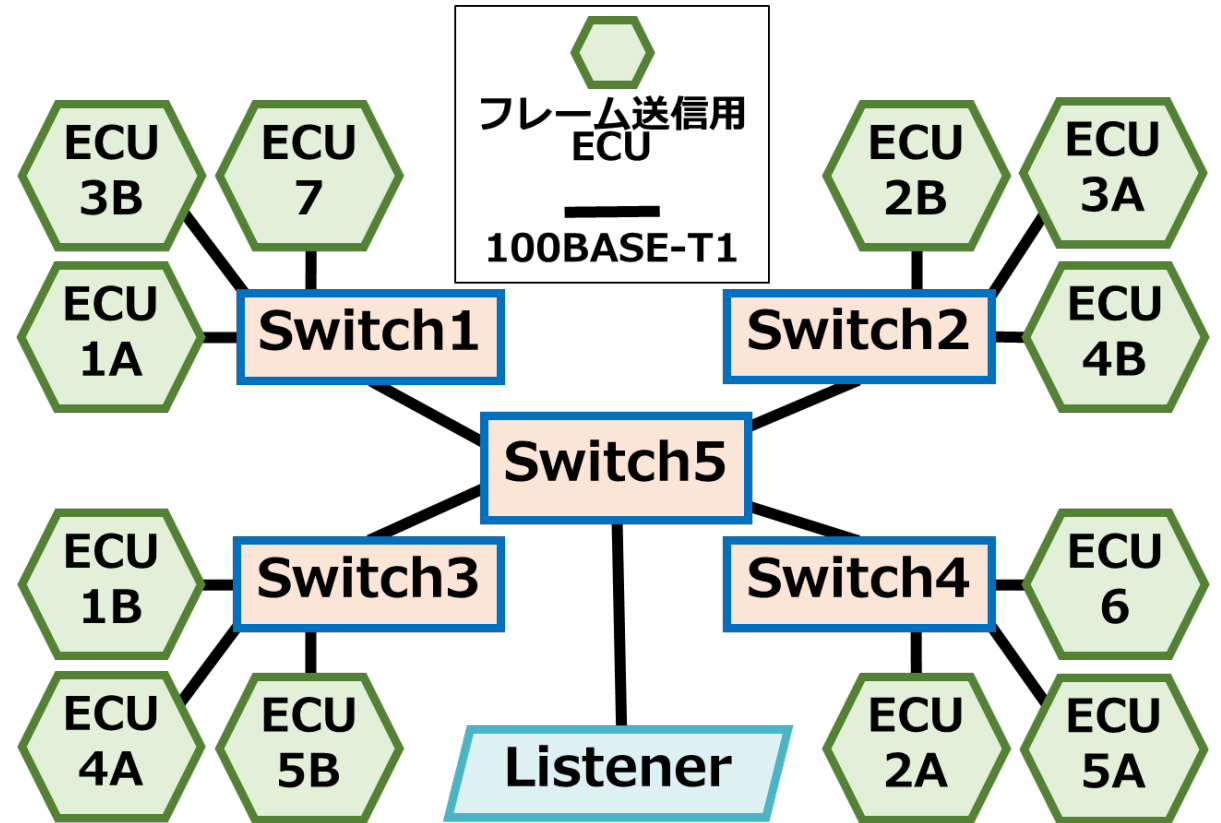 フレーム送信用
ECU
100BASE-T1
ECU
3B
ECU
7
ECU
2B
ECU
3A
ECU
1A
Switch1
Switch2
ECU
4B
Switch5
ECU
1B
Switch3
Switch4
ECU
6
ECU
4A
ECU
5B
Listener
ECU
2A
ECU
5A